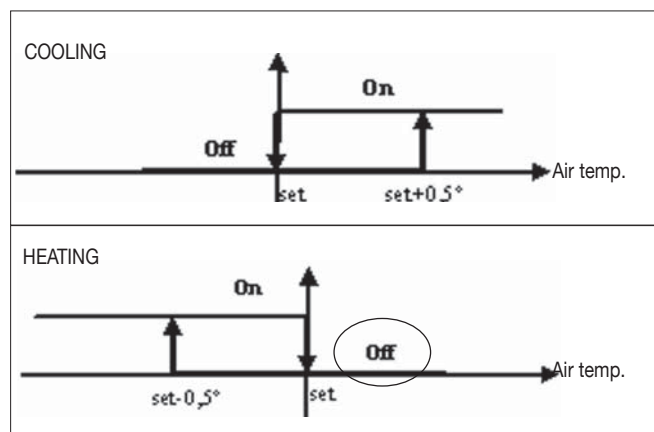 COOLING
On
Off
Air temp.
set
set+0.5°
HEATING
On
Off
Air temp.
set-0,5°
set